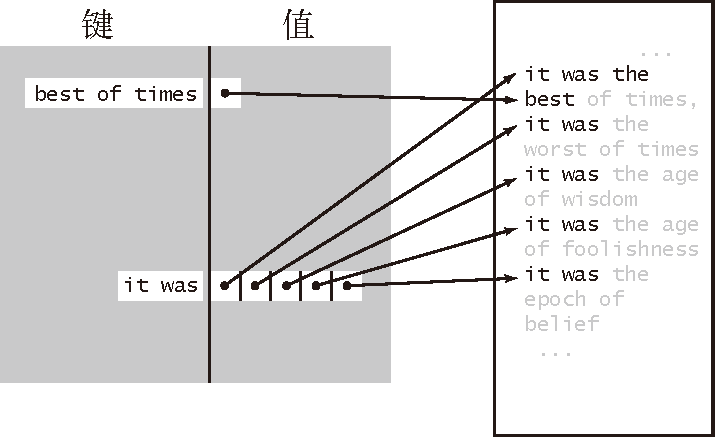 键 值
best of times
it was
...
it was the
best of times,
it was the
worst of times
it was the age
of wisdom
it was the age
of foolishness
it was the
epoch of
belief
...